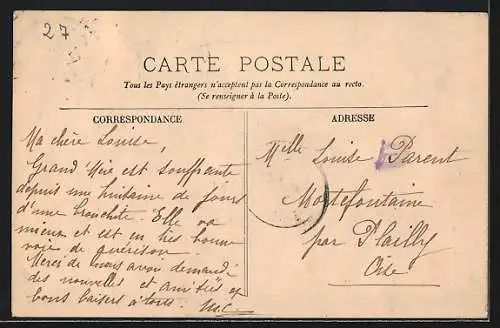 27
CARTE POSTALE
Tous les Pays étrangers n'acceptent pas la Correspondance au recto.
(Se renseigner à la Poste).
CORRESPONDANCE
Ma chère Louise,
Grand'Mère est souffrante
depuis une huitaine de jours
d'une bronchite. Elle va
mieux et est en très bonne
voie de guérison.
Merci de nous avoir demandé
des nouvelles et amitiés et
bons baisers à tous. M.C.
ADRESSE
Melle Louise Parent
Mortefontaine
par Plailly
Oise